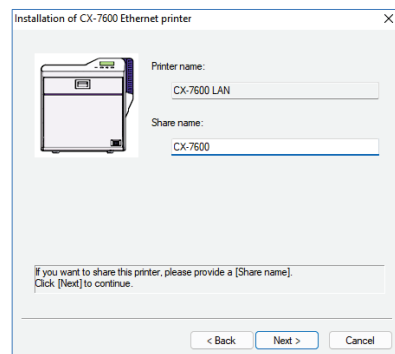 Installation of CX-7600 Ethernet printer
Printer name:
CX-7600 LAN
Share name:
CX-7600
If you want to share this printer, please provide a [Share name].
Click [Next] to continue.
< Back
Next >
Cancel